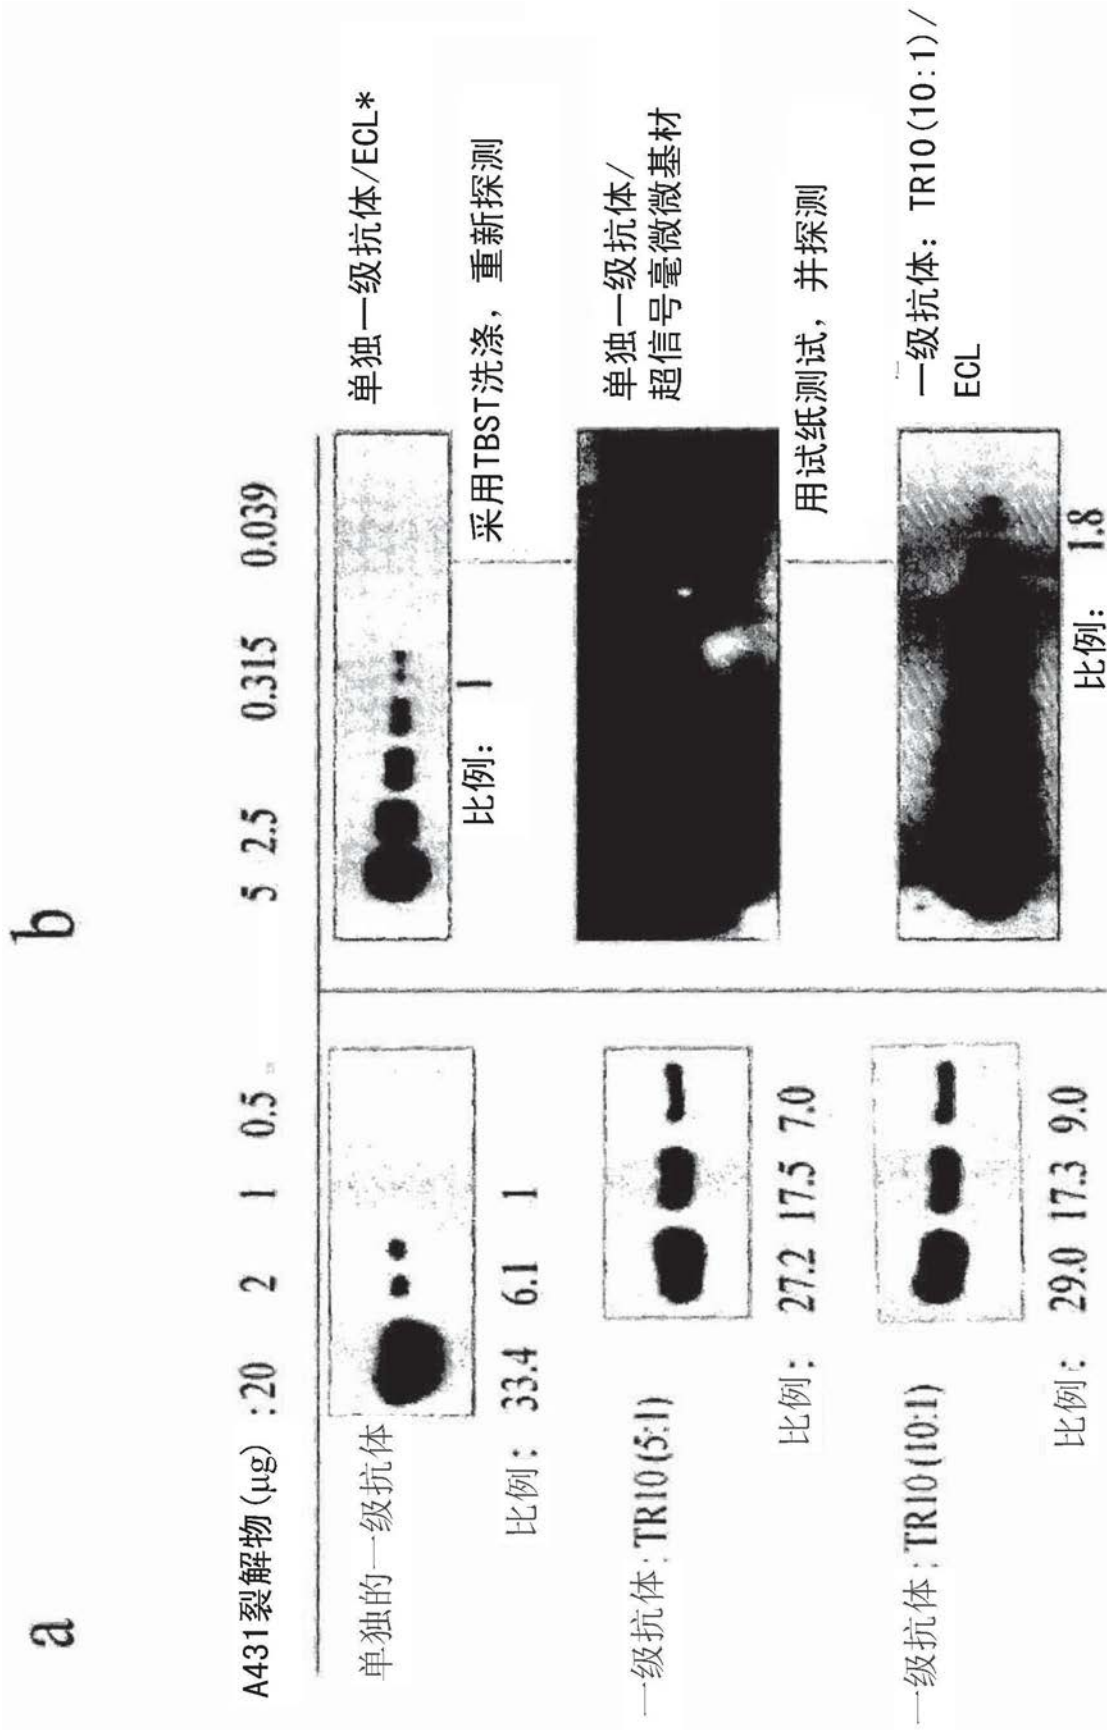 a
b
A431裂解物(μg) :20 2 1 0.5
5 2.5 0.315 0.039
单独的一级抗体
比例: 33.4 6.1 1
一级抗体:TR10(5:1)
比例: 27.2 17.5 7.0
一级抗体:TR10(10:1)
比例: 29.0 17.3 9.0
单独一级抗体/ECL*
比例: 1
采用TBST洗涤, 重新探测
单独一级抗体/
超信号毫微微基材
用试纸测试, 并探测
一级抗体: TR10(10:1)/
ECL
比例: 1.8